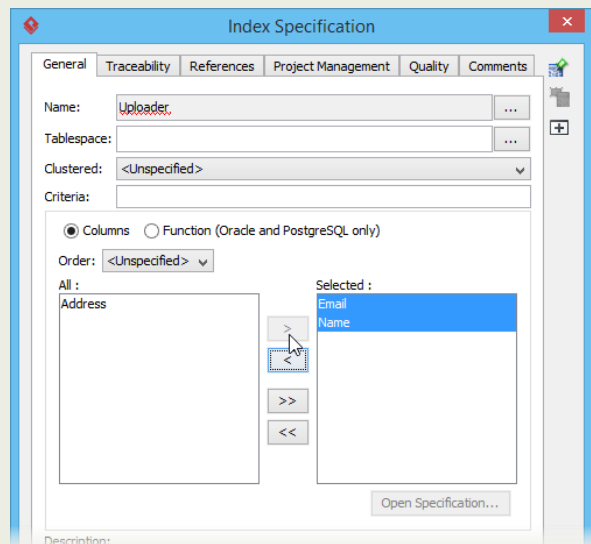 Index Specification
General Traceability References Project Management Quality Comments
Name: Uploader ...
Tablespace: ...
Clustered: <Unspecified>
Criteria:
Columns Function (Oracle and PostgreSQL only)
Order: <Unspecified>
All : Selected :
Address Email
Name
>
<
>>
<<
Open Specification...
Description: